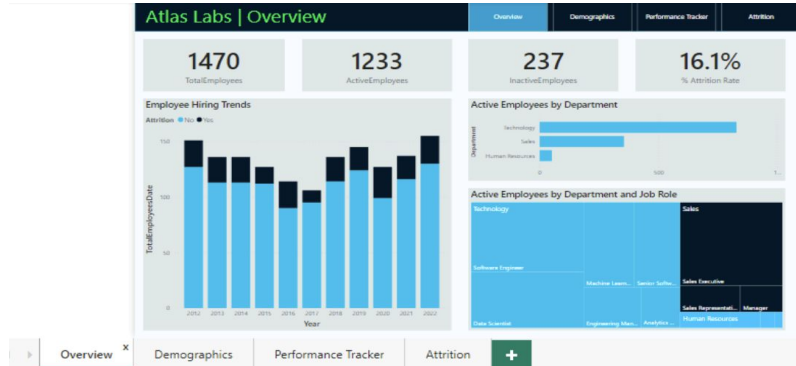 Atlas Labs | Overview
Overview
Demographics
Performance Tracker
Attrition
1470
TotalEmployees
1233
ActiveEmployees
237
InactiveEmployees
16.1%
% Attrition Rate
Employee Hiring Trends
Attrition No Yes
TotalEmployeesDate
150
100
50
0
2012 2013 2014 2015 2016 2017 2018 2019 2020 2021 2022
Year
Active Employees by Department
Department
Technology
Sales
Human Resources
0 500 1...
Active Employees by Department and Job Role
Technology
Software Engineer
Data Scientist
Machine Learn...
Senior Softw...
Engineering Man...
Analytics ...
Sales
Sales Executive
Sales Representati...
Manager
Human Resources
Overview x
Demographics
Performance Tracker
Attrition
+